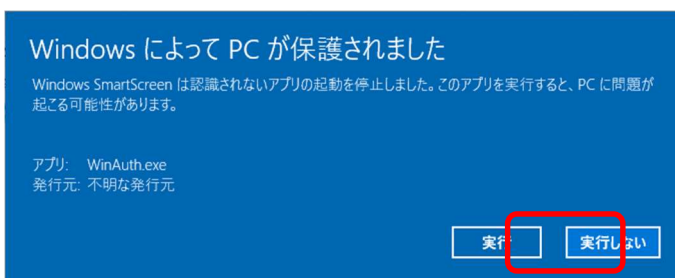 Windows によって PC が保護されました
Windows SmartScreen は認識されないアプリの起動を停止しました。このアプリを実行すると、PC に問題が
起こる可能性があります。
アプリ: WinAuth.exe
発行元: 不明な発行元
実行 実行しない